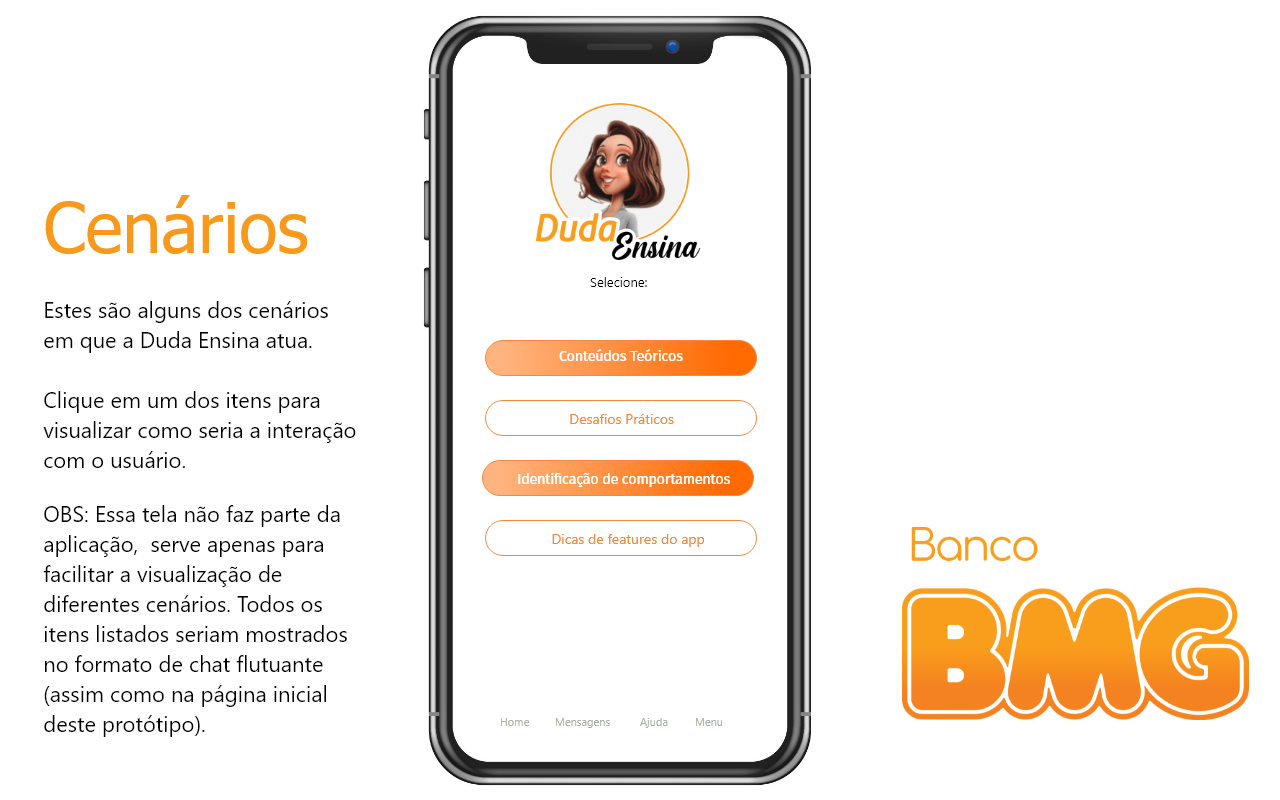 Cenários
Estes são alguns dos cenários
em que a Duda Ensina atua.
Clique em um dos itens para
visualizar como seria a interação
com o usuário.
OBS: Essa tela não faz parte da
aplicação,  serve apenas para
facilitar a visualização de
diferentes cenários. Todos os
itens listados seriam mostrados
no formato de chat flutuante
(assim como na página inicial
deste protótipo).
Duda
Ensina
Selecione:
Conteúdos Teóricos
Desafios Práticos
Identificação de comportamentos
Dicas de features do app
Home Mensagens Ajuda Menu
Banco
BMG